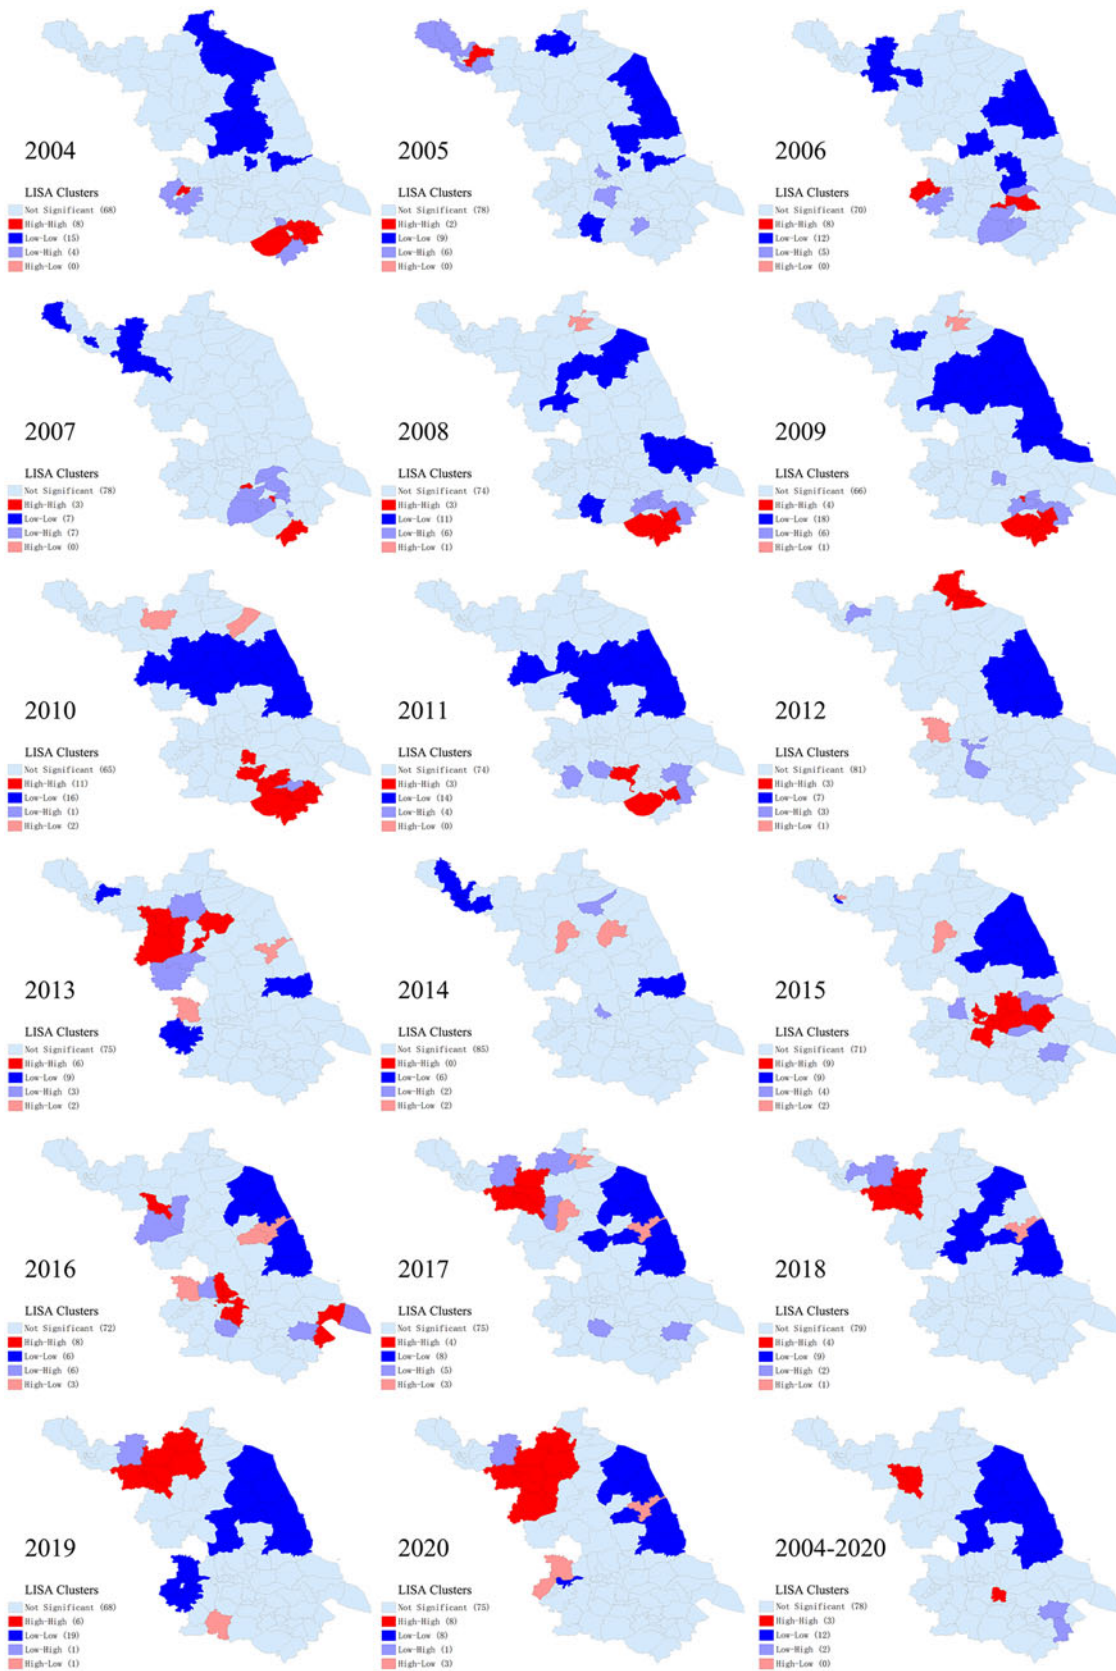 2004
LISA Clusters
Not Significant (68)
High-High (8)
Low-Low (15)
Low-High (4)
High-Low (0)
2005
LISA Clusters
Not Significant (78)
High-High (2)
Low-Low (9)
Low-High (6)
High-Low (0)
2006
LISA Clusters
Not Significant (70)
High-High (8)
Low-Low (12)
Low-High (5)
High-Low (0)
2007
LISA Clusters
Not Significant (78)
High-High (3)
Low-Low (7)
Low-High (7)
High-Low (0)
2008
LISA Clusters
Not Significant (74)
High-High (3)
Low-Low (11)
Low-High (6)
High-Low (1)
2009
LISA Clusters
Not Significant (66)
High-High (4)
Low-Low (18)
Low-High (6)
High-Low (1)
2010
LISA Clusters
Not Significant (65)
High-High (11)
Low-Low (16)
Low-High (1)
High-Low (2)
2011
LISA Clusters
Not Significant (74)
High-High (3)
Low-Low (14)
Low-High (4)
High-Low (0)
2012
LISA Clusters
Not Significant (81)
High-High (3)
Low-Low (7)
Low-High (3)
High-Low (1)
2013
LISA Clusters
Not Significant (75)
High-High (6)
Low-Low (9)
Low-High (3)
High-Low (2)
2014
LISA Clusters
Not Significant (85)
High-High (0)
Low-Low (6)
Low-High (2)
High-Low (2)
2015
LISA Clusters
Not Significant (71)
High-High (9)
Low-Low (9)
Low-High (4)
High-Low (2)
2016
LISA Clusters
Not Significant (72)
High-High (8)
Low-Low (6)
Low-High (6)
High-Low (3)
2017
LISA Clusters
Not Significant (75)
High-High (4)
Low-Low (8)
Low-High (5)
High-Low (3)
2018
LISA Clusters
Not Significant (79)
High-High (4)
Low-Low (9)
Low-High (2)
High-Low (1)
2019
LISA Clusters
Not Significant (68)
High-High (6)
Low-Low (19)
Low-High (1)
High-Low (1)
2020
LISA Clusters
Not Significant (75)
High-High (8)
Low-Low (8)
Low-High (1)
High-Low (3)
2004-2020
LISA Clusters
Not Significant (78)
High-High (3)
Low-Low (12)
Low-High (2)
High-Low (0)